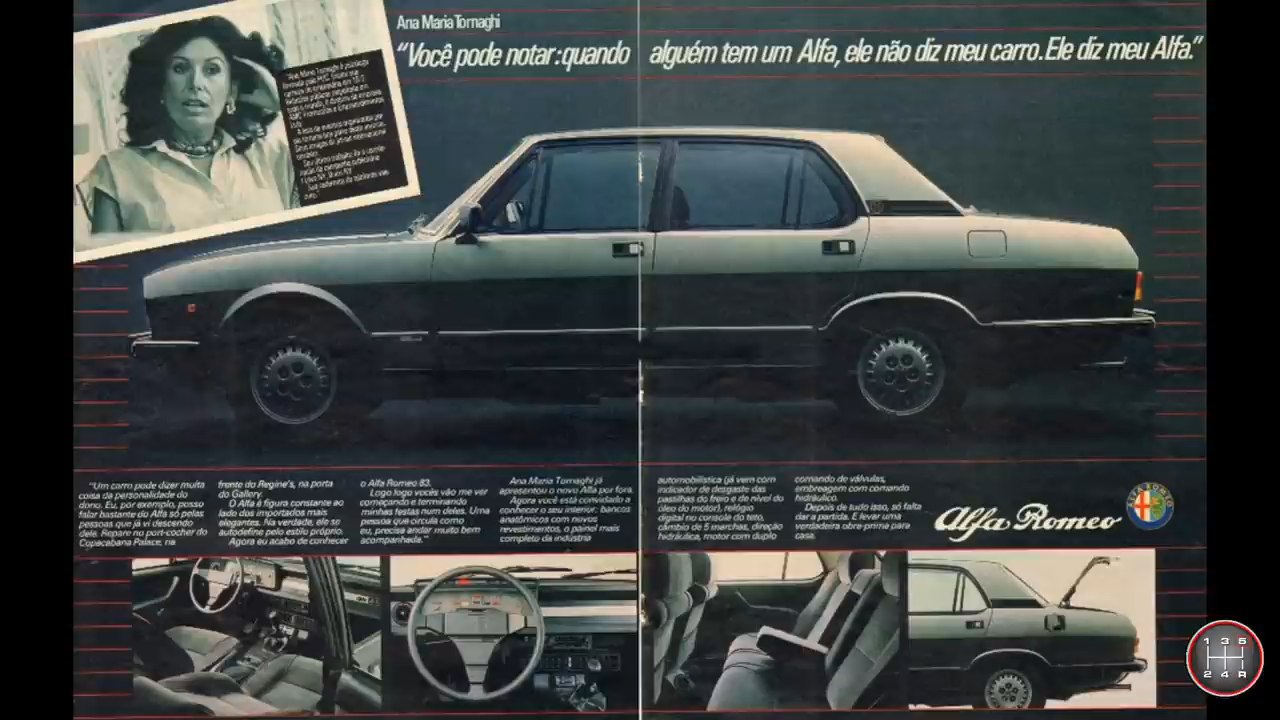 Ana Maria Tornaghi
"Você pode notar: quando alguém tem um Alfa, ele não diz meu carro. Ele diz meu Alfa."
"Um carro pode dizer muita
coisa da personalidade do
dono. Eu, por exemplo, posso
falar bastante do Alfa só pelas
pessoas que já vi descendo
dele. Repare no port-cocher do
Copacabana Palace, na
frente do Regine's, na porta
do Gallery.
O Alfa é figura constante ao
lado dos importados mais
elegantes. Na verdade, ele se
autodefine pelo estilo próprio.
Agora eu acabo de conhecer
o Alfa Romeo 83.
Logo logo vocês vão me ver
começando e terminando
minhas festas num deles. Uma
pessoa que circula como
eu, precisa andar muito bem
acompanhada."
Ana Maria Tornaghi já
apresentou o novo Alfa por fora.
Agora você está convidado a
conhecer o seu interior: bancos
anatômicos com novos
revestimentos, o painel mais
completo da indústria
automobilística (já vem com
indicador de desgaste das
pastilhas do freio e de nível do
óleo do motor), relógio
digital no console do teto,
câmbio de 5 marchas, direção
hidráulica, motor com duplo
comando de válvulas,
embreagem com comando
hidráulico.
Depois de tudo isso, só falta
dar a partida. E levar uma
verdadeira obre-prima para
casa.
Alfa Romeo
ALFA ROMEO
1 3 5
2 4 R